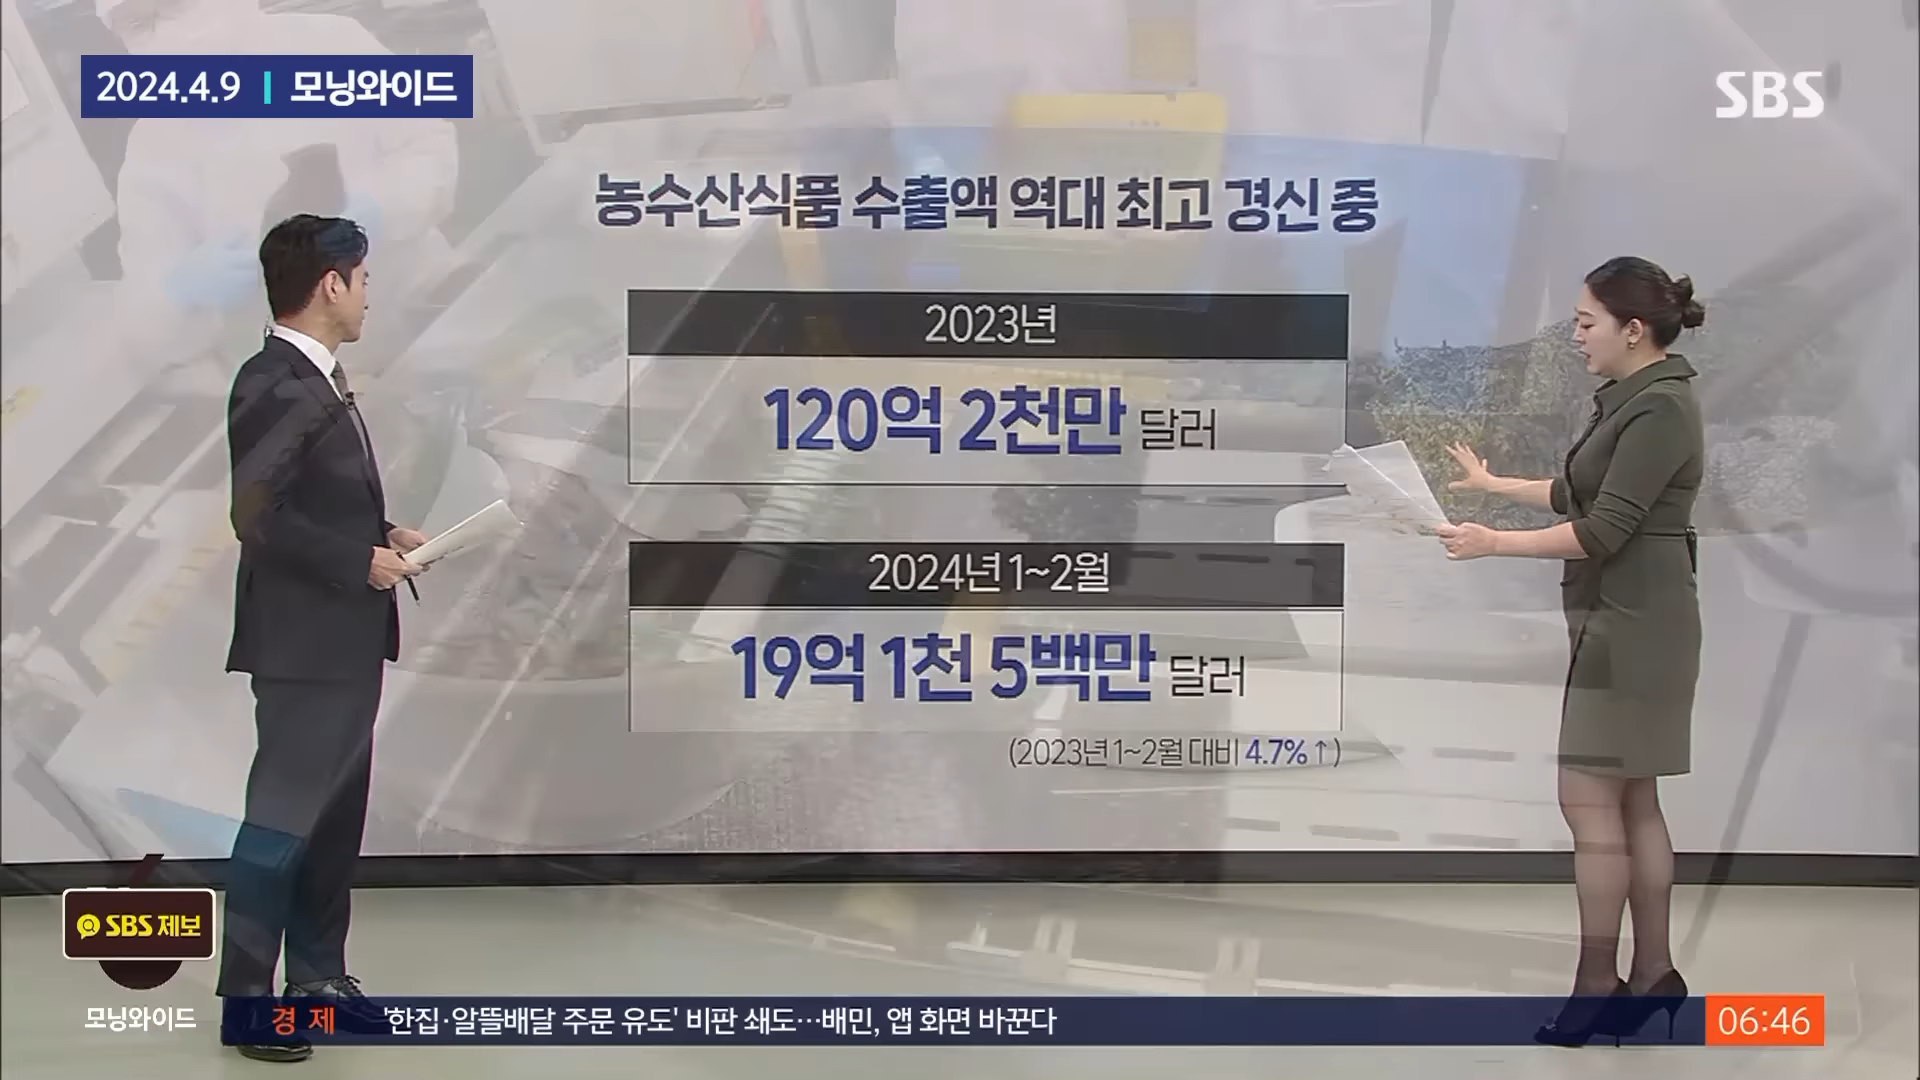 2024.4.9 | 모닝와이드
SBS
농수산식품 수출액 역대 최고 경신 중
2023년
120억 2천만 달러
2024년 1~2월
19억 1천 5백만 달러
(2023년 1~2월 대비 4.7%↑)
SBS 제보
모닝와이드
경제 '한집·알뜰배달 주문 유도' 비판 쇄도…배민, 앱 화면 바꾼다 06:46